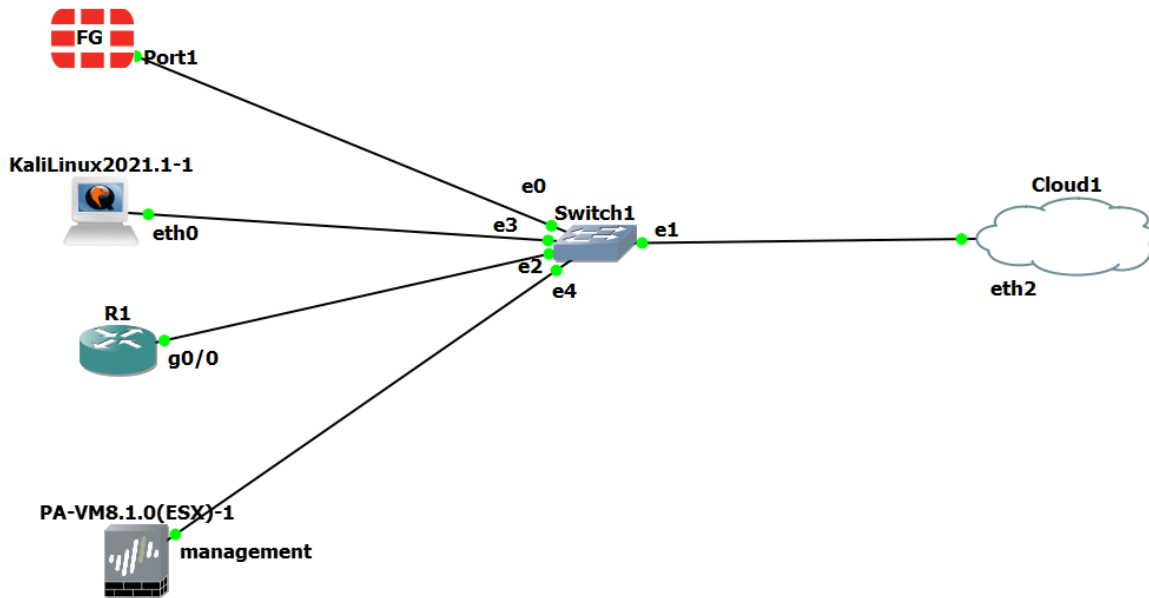 FG
Port1
KaliLinux2021.1-1
eth0
e0
Switch1
e3
e1
e2
e4
Cloud1
eth2
R1
g0/0
PA-VM8.1.0(ESX)-1
management